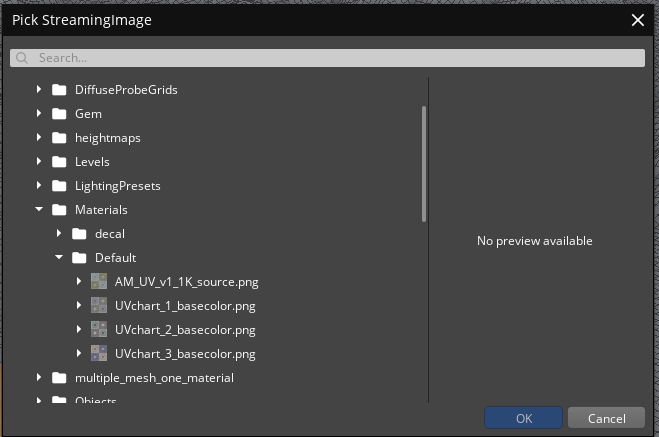 Pick StreamingImage
Search...
DiffuseProbeGrids
Gem
heightmaps
Levels
LightingPresets
Materials
decal
Default
AM_UV_v1_1K_source.png
UVchart_1_basecolor.png
UVchart_2_basecolor.png
UVchart_3_basecolor.png
multiple_mesh_one_material
Objects
No preview available
OK
Cancel